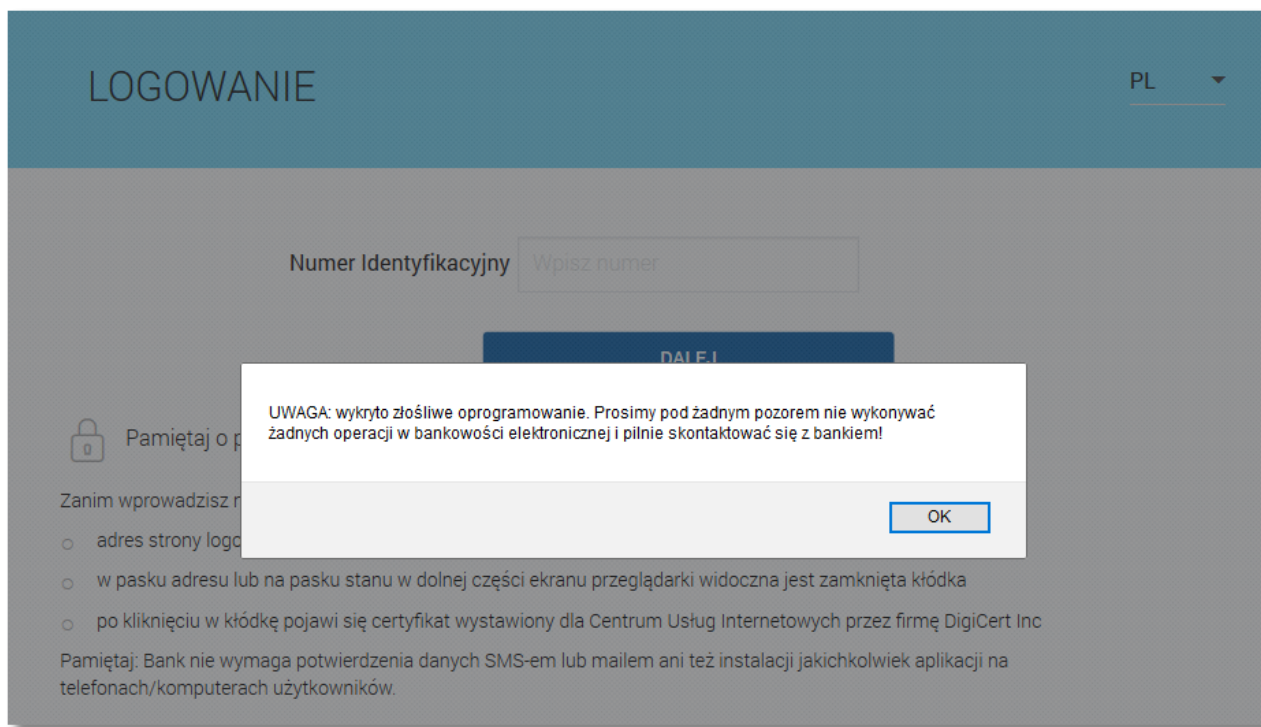 LOGOWANIE
PL
Numer Identyfikacyjny Wpisz numer
DALEJ
UWAGA: wykryto złośliwe oprogramowanie. Prosimy pod żadnym pozorem nie wykonywać
żadnych operacji w bankowości elektronicznej i pilnie skontaktować się z bankiem!
OK
Pamiętaj o
Zanim wprowadzisz
adres strony
w pasku adresu lub na pasku stanu w dolnej części ekranu przeglądarki widoczna jest zamknięta kłódka
po kliknięciu w kłódkę pojawi się certyfikat wystawiony dla Centrum Usług Internetowych przez firmę DigiCert Inc
Pamiętaj: Bank nie wymaga potwierdzenia danych SMS-em lub mailem ani też instalacji jakichkolwiek aplikacji na
telefonach/komputerach użytkowników.